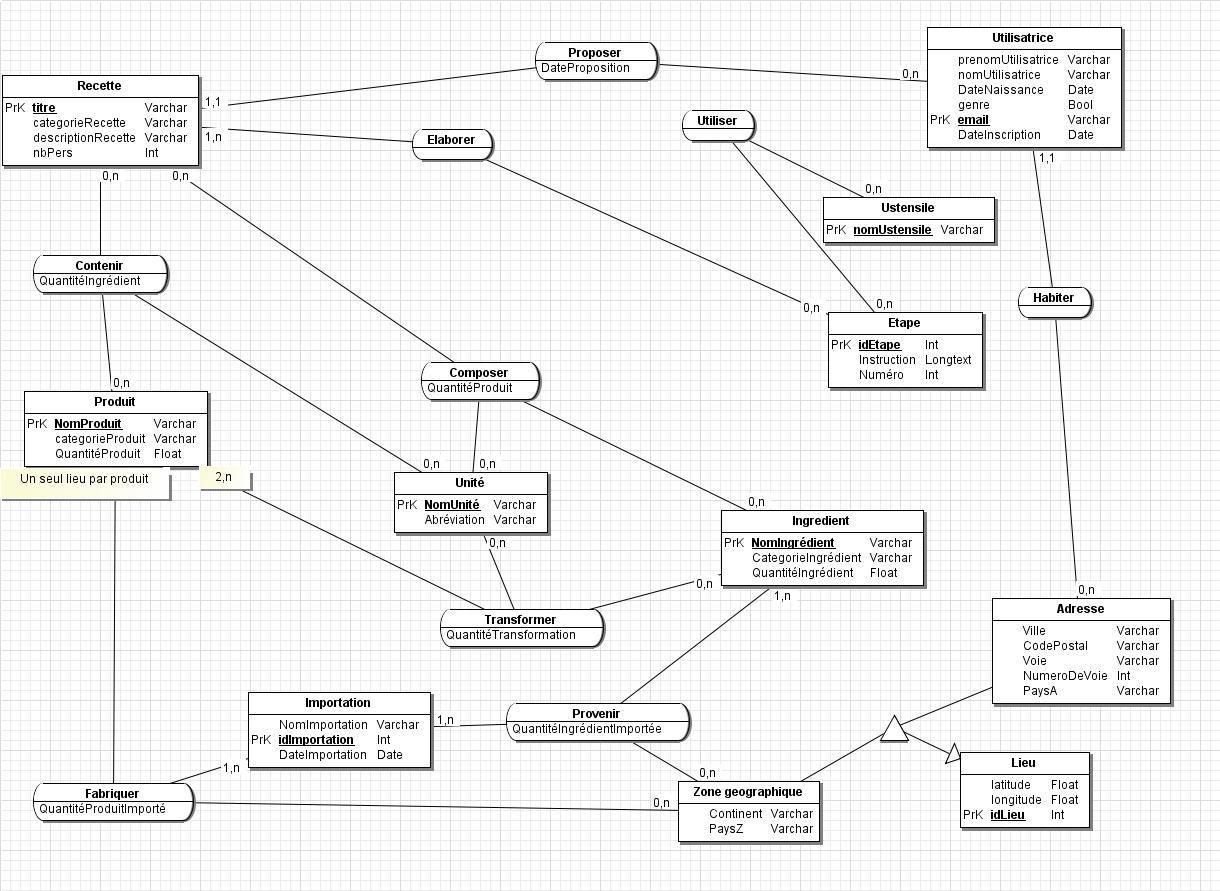 Proposer
DateProposition
0,n
Utilisatrice
prenomUtilisatrice Varchar
nomUtilisatrice Varchar
DateNaissance Date
genre Bool
PrK email Varchar
DateInscription Date
1,1
Recette
PrK titre Varchar
categorieRecette Varchar
descriptionRecette Varchar
nbPers Int
1,1
1,n
0,n
0,n
Elaborer
Utiliser
0,n
Ustensile
PrK nomUstensile Varchar
Contenir
QuantitéIngrédient
0,n
0,n
Etape
PrK idEtape Int
Instruction Longtext
Numéro Int
Habiter
Composer
QuantitéProduit
0,n
Produit
PrK NomProduit Varchar
categorieProduit Varchar
QuantitéProduit Float
Un seul lieu par produit
2,n
0,n
0,n
Unité
PrK NomUnité Varchar
Abréviation Varchar
0,n
0,n
Ingredient
PrK NomIngrédient Varchar
CategorieIngrédient Varchar
QuantitéIngrédient Float
0,n
1,n
0,n
Adresse
Ville Varchar
CodePostal Varchar
Voie Varchar
NumeroDeVoie Int
PaysA Varchar
Transformer
QuantitéTransformation
Importation
NomImportation Varchar
PrK idImportation Int
DateImportation Date
1,n
1,n
Provenir
QuantitéIngrédientImportée
Fabriquer
QuantitéProduitImporté
0,n
0,n
Zone geographique
Continent Varchar
PaysZ Varchar
Lieu
latitude Float
longitude Float
PrK idLieu Int